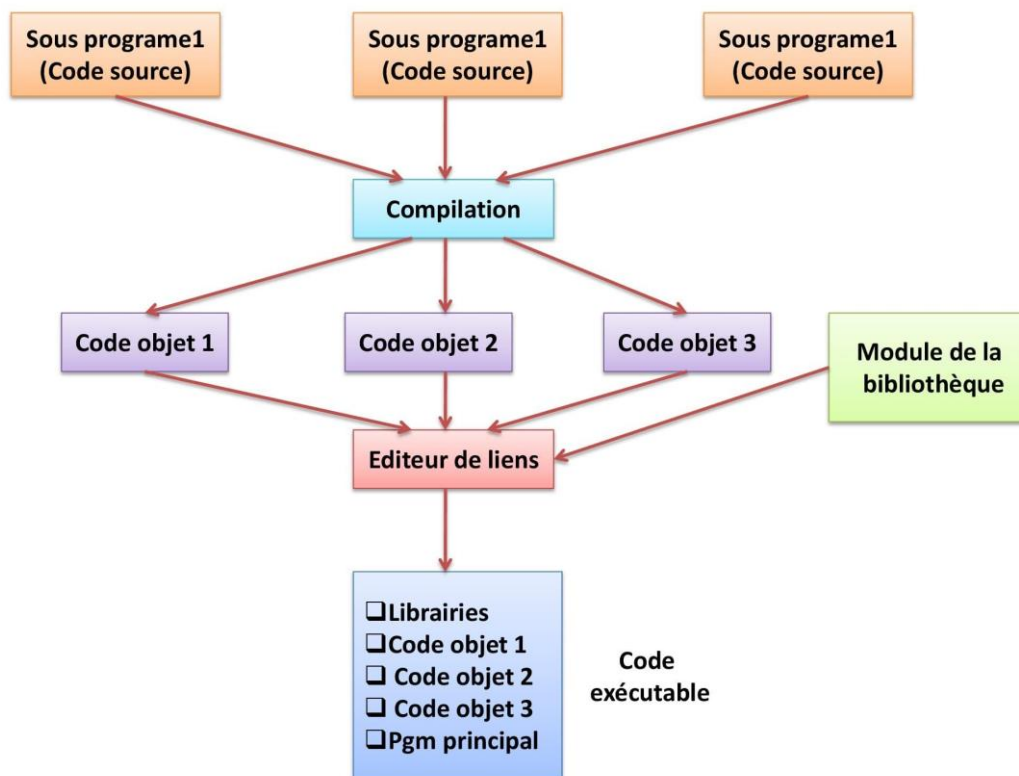 Sous programe1
(Code source)
Sous programe1
(Code source)
Sous programe1
(Code source)
Compilation
Code objet 1
Code objet 2
Code objet 3
Module de la
bibliothèque
Editeur de liens
❑Librairies
❑Code objet 1
❑ Code objet 2
❑ Code objet 3
❑Pgm principal
Code
exécutable